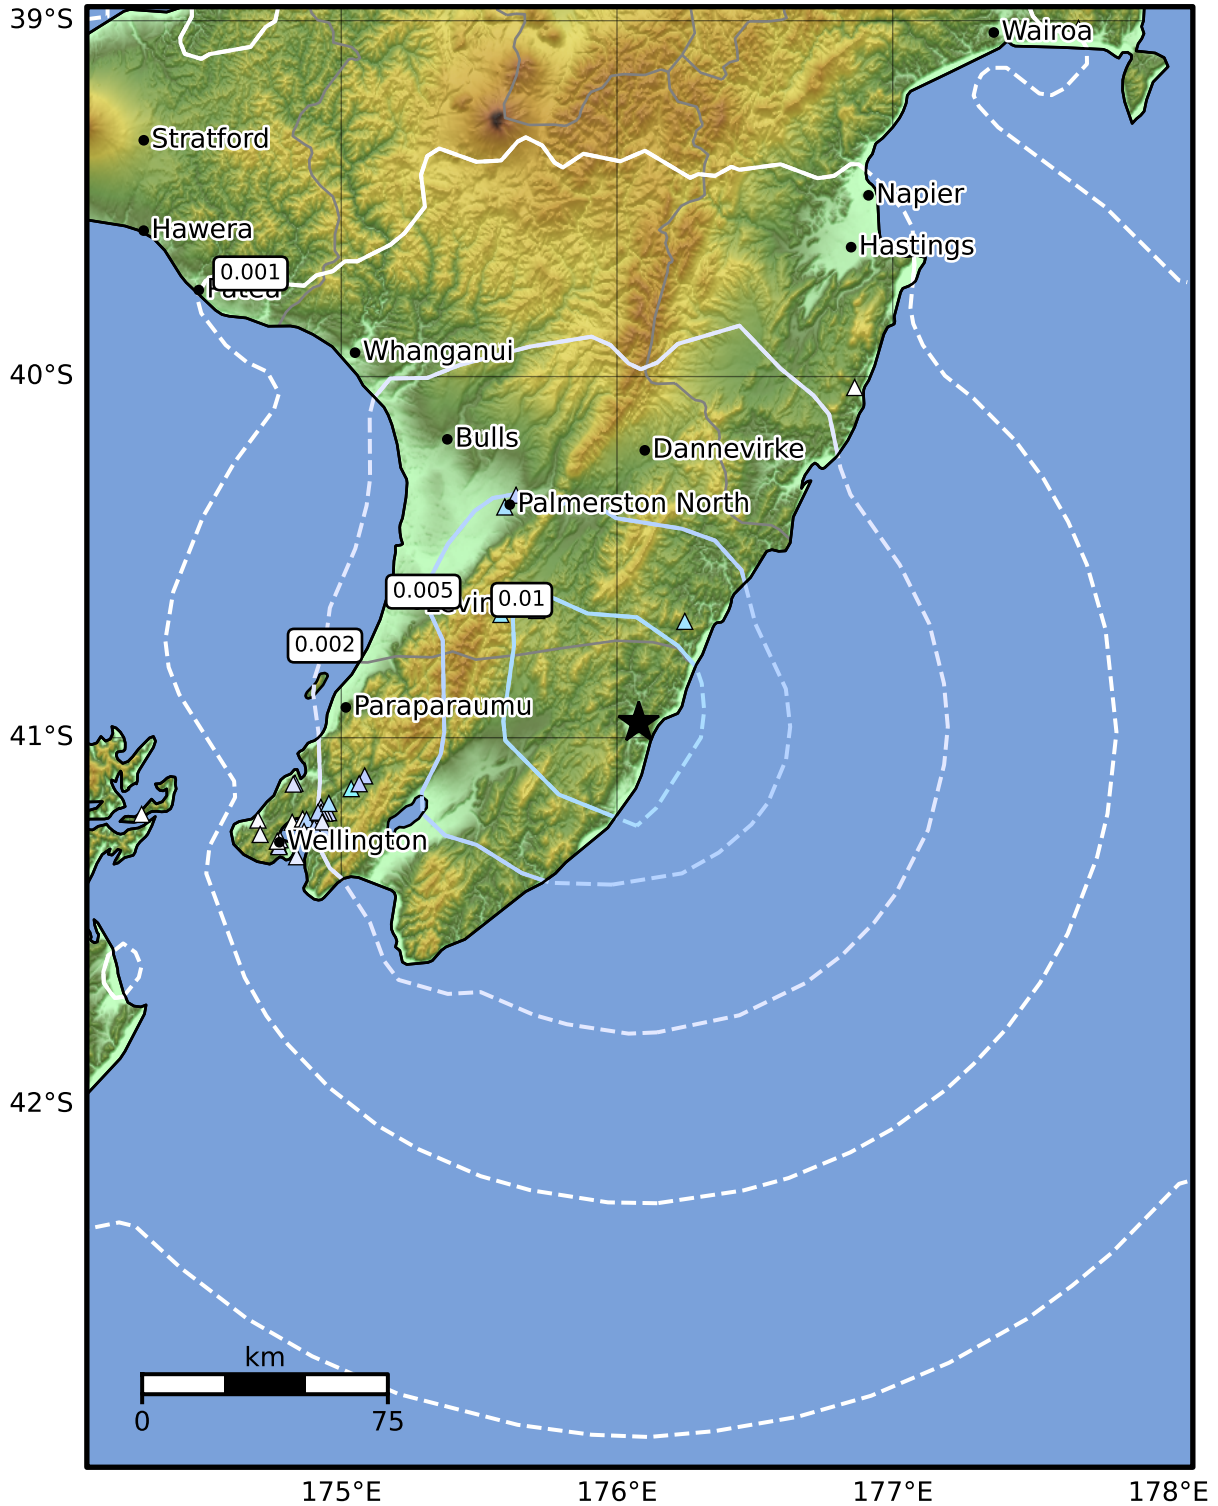 39°S
Wairoa
Stratford
Napier
Hawera
Hastings
0.001
Whanganui
40°S
Bulls
Dannevirke
Palmerston North
0.005
0.01
0.002
Paraparaumu
41°S
Wellington
42°S
km
0
75
175°E
176°E
177°E
178°E